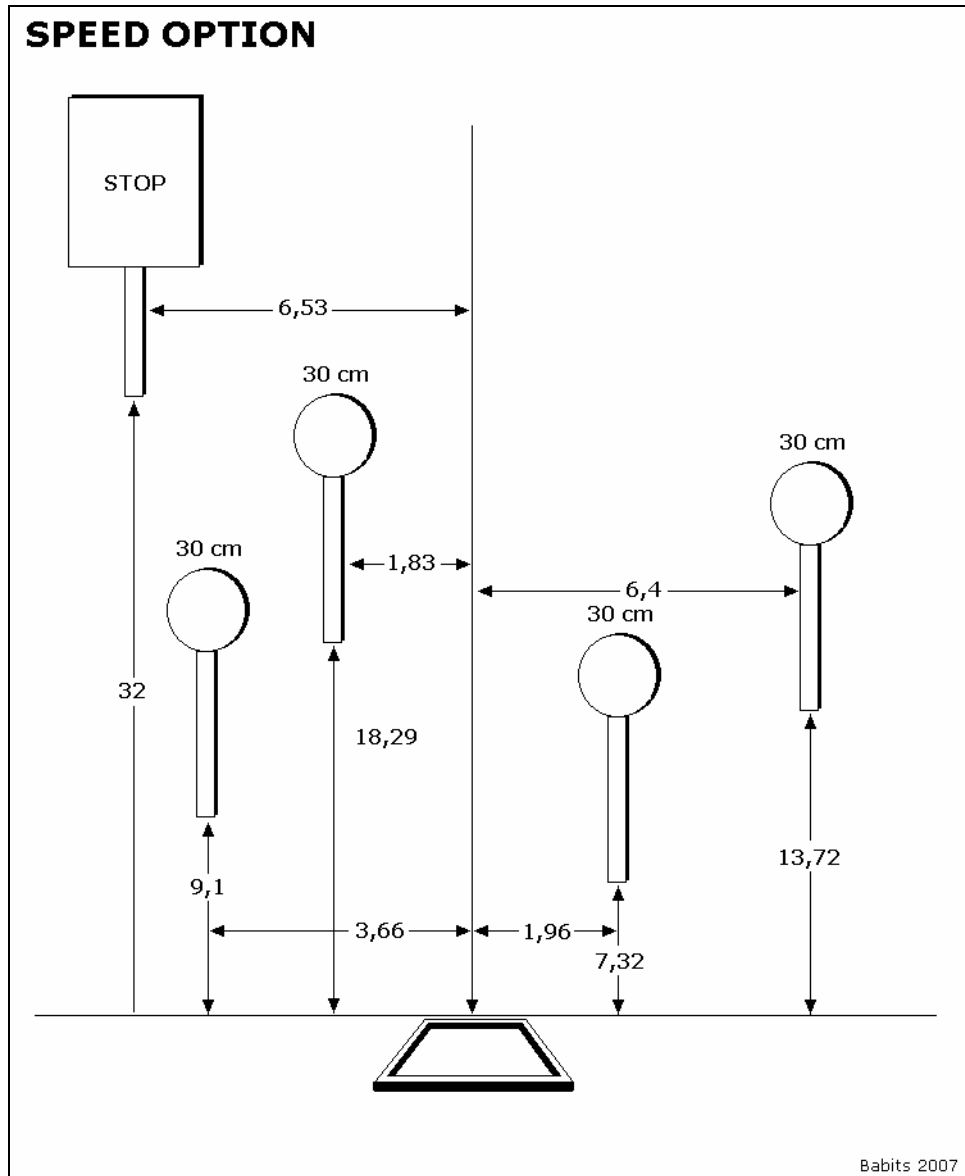 SPEED OPTION
STOP
6,53
30 cm
30 cm
30 cm
1,83
6,4
30 cm
32
18,29
13,72
9,1
3,66
1,96
7,32
Babits 2007